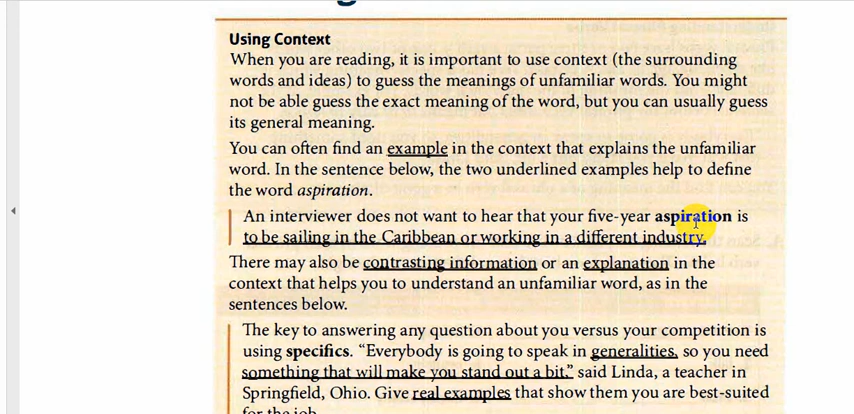 Using Context
When you are reading, it is important to use context (the surrounding
words and ideas) to guess the meanings of unfamiliar words. You might
not be able guess the exact meaning of the word, but you can usually guess
its general meaning.
You can often find an example in the context that explains the unfamiliar
word. In the sentence below, the two underlined examples help to define
the word aspiration.
An interviewer does not want to hear that your five-year aspiration is
to be sailing in the Caribbean or working in a different industry.
There may also be contrasting information or an explanation in the
context that helps you to understand an unfamiliar word, as in the
sentences below.
The key to answering any question about you versus your competition is
using specifics. “Everybody is going to speak in generalities, so you need
something that will make you stand out a bit,” said Linda, a teacher in
Springfield, Ohio. Give real examples that show them you are best-suited
for the job.